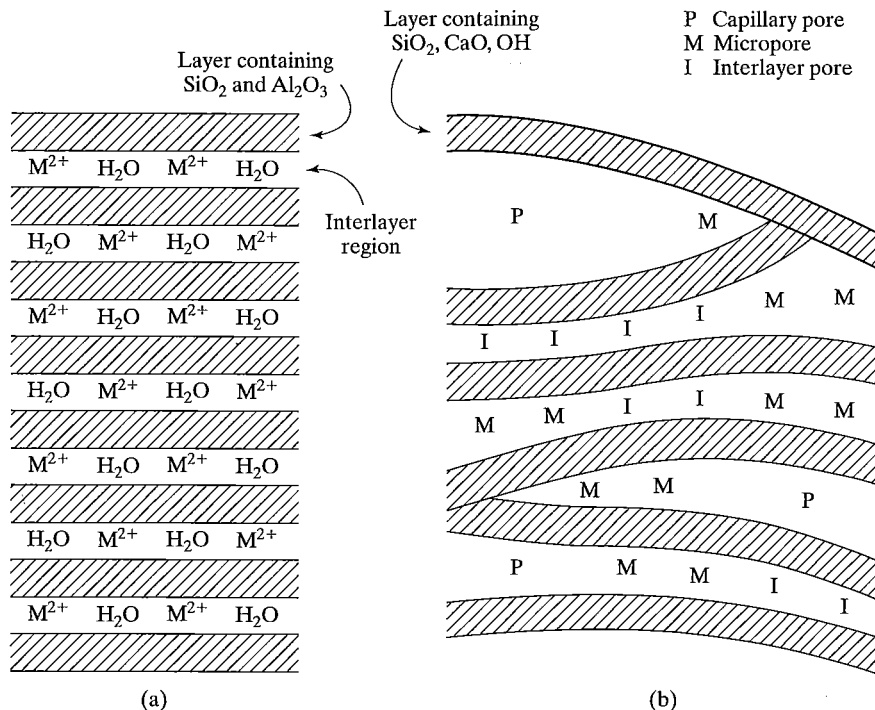 Layer containing
SiO₂ and Al₂O₃
Layer containing
SiO₂, CaO, OH
P Capillary pore
M Micropore
I Interlayer pore
M²⁺ H₂O M²⁺ H₂O
H₂O M²⁺ H₂O M²⁺
M²⁺ H₂O M²⁺ H₂O
H₂O M²⁺ H₂O M²⁺
M²⁺ H₂O M²⁺ H₂O
H₂O M²⁺ H₂O M²⁺
M²⁺ H₂O M²⁺ H₂O
Interlayer
region
(a)
P M
M M
I I I I
M M I I M M
M M P
P M M I I
(b)